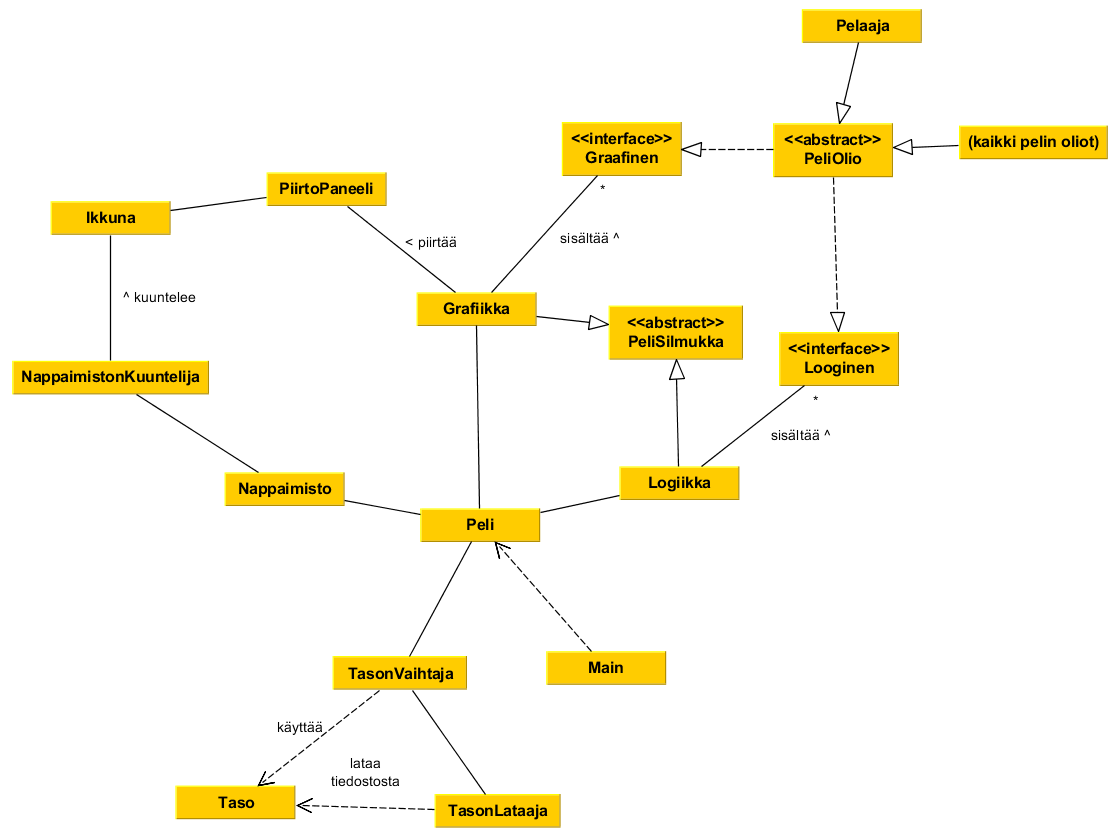 Pelaaja
<<interface>>
Graafinen
<<abstract>>
PeliOlio
(kaikki pelin oliot)
PiirtoPaneeli
*
Ikkuna
< piirtää
sisältää ^
^ kuuntelee
Grafiikka
<<abstract>>
PeliSilmukka
<<interface>>
Looginen
NappaimistonKuuntelija
*
sisältää ^
Nappaimisto
Logiikka
Peli
TasonVaihtaja
Main
käyttää
lataa
tiedostosta
Taso
TasonLataaja